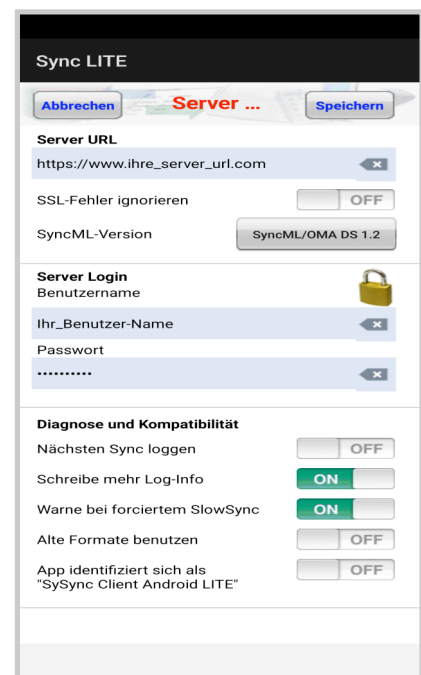 Sync LITE
Abbrechen Server ... Speichern
Server URL
https://www.ihre_server_url.com
SSL-Fehler ignorieren OFF
SyncML-Version SyncML/OMA DS 1.2
Server Login
Benutzername
Ihr_Benutzer-Name
Passwort
••••••••••
Diagnose und Kompatibilität
Nächsten Sync loggen OFF
Schreibe mehr Log-Info ON
Warne bei forciertem SlowSync ON
Alte Formate benutzen OFF
App identifiziert sich als OFF
"SySync Client Android LITE"